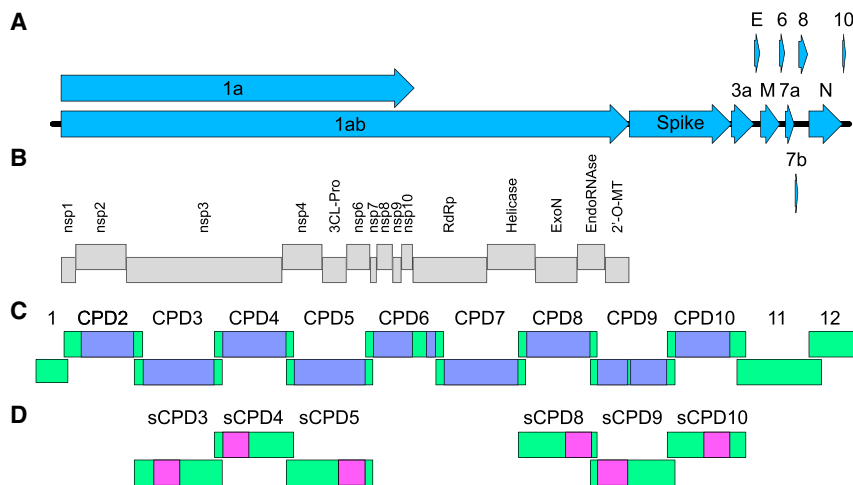 A
E 6 8 10
1a
3a M 7a N
1ab
Spike
B
7b
nsp1
nsp2
nsp3
nsp4
3CL-Pro
nsp6
nsp7
nsp8
nsp9
nsp10
RdRp
Helicase
ExoN
EndoRNAse
2'-O-MT
C
1 CPD2 CPD3 CPD4 CPD5 CPD6 CPD7 CPD8 CPD9 CPD10 11 12
D
sCPD3 sCPD4 sCPD5 sCPD8 sCPD9 sCPD10